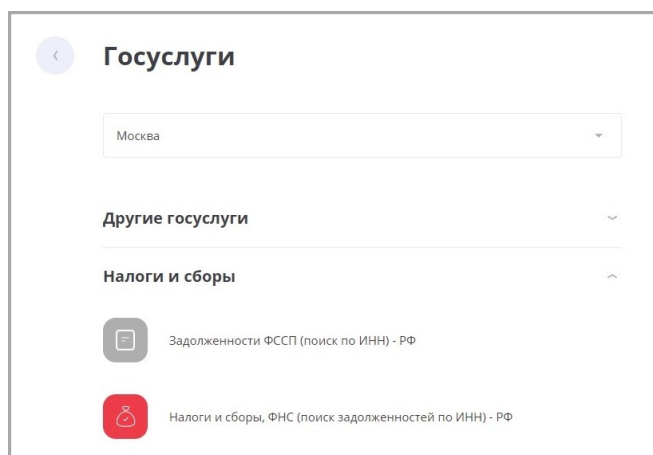 Госуслуги
Москва
Другие госуслуги
Налоги и сборы
Задолженности ФССП (поиск по ИНН) - РФ
Налоги и сборы, ФНС (поиск задолженностей по ИНН) - РФ